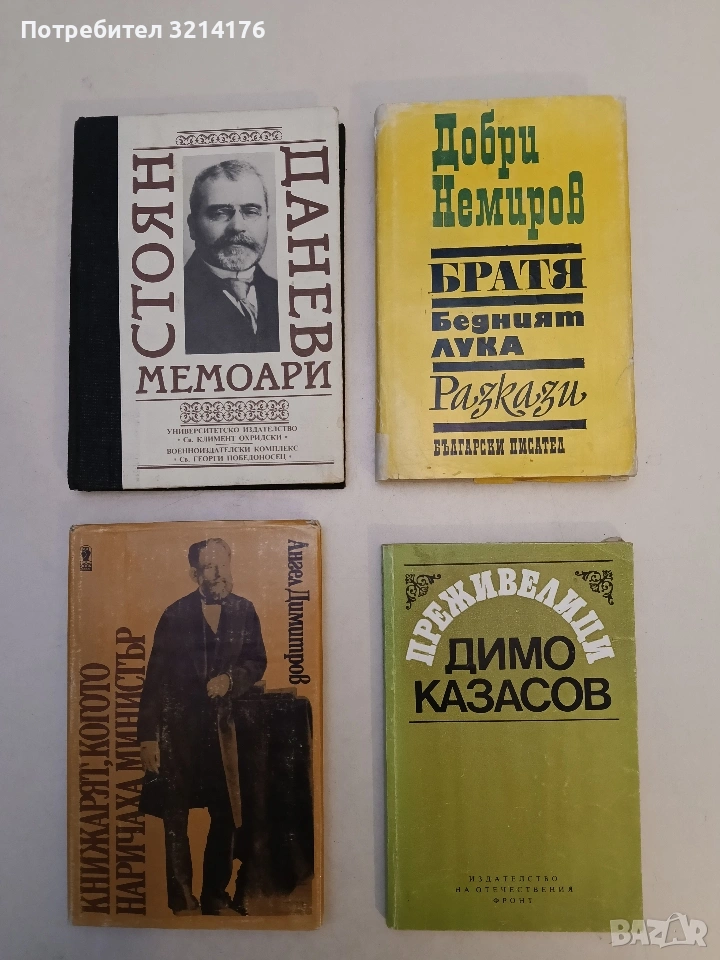 Потребител 3214176
СТОЯН
ДАНЕВ
МЕМОАРИ
УНИВЕРСИТЕТСКО ИЗДАТЕЛСТВО
• Св. КЛИМЕНТ ОХРИДСКИ •
ВОЕННОИЗДАТЕЛСКИ КОМПЛЕКС
• Св. ГЕОРГИ ПОБЕДОНОСЕЦ •
Добри
Немиров
БРАТЯ
Бедният
ЛУКА
Разкази
БЪЛГАРСКИ ПИСАТЕЛ
Ангел Димитров
КНИЖАРЯТ, КОГОТО
НАРИЧАХА МИНИСТЪР
ПРЕЖИВЕЛИЦИ
ДИМО
КАЗАСОВ
ИЗДАТЕЛСТВО
НА ОТЕЧЕСТВЕНИЯ
ФРОНТ
BAZAR